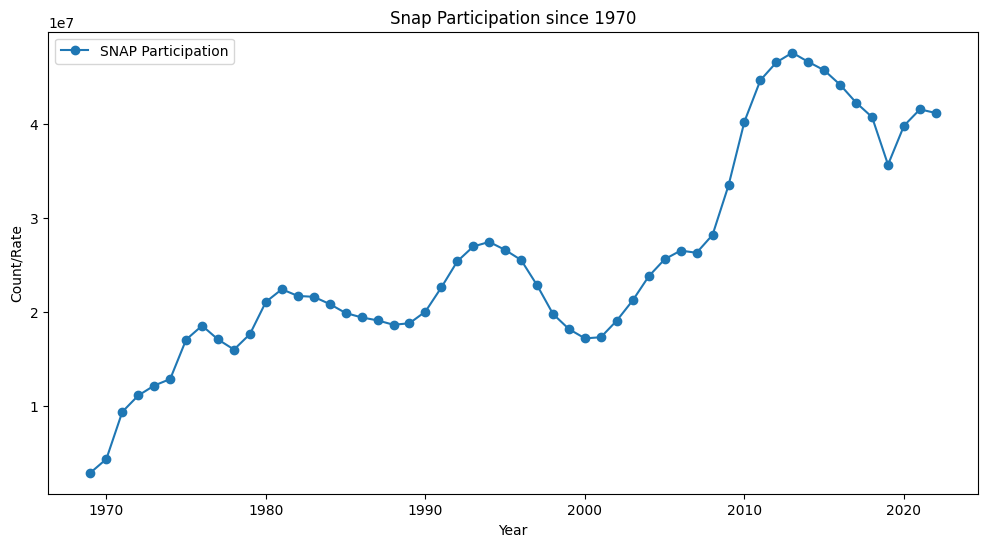 Snap Participation since 1970
1e7
SNAP Participation
4
3
2
1
Count/Rate
1970 1980 1990 2000 2010 2020
Year